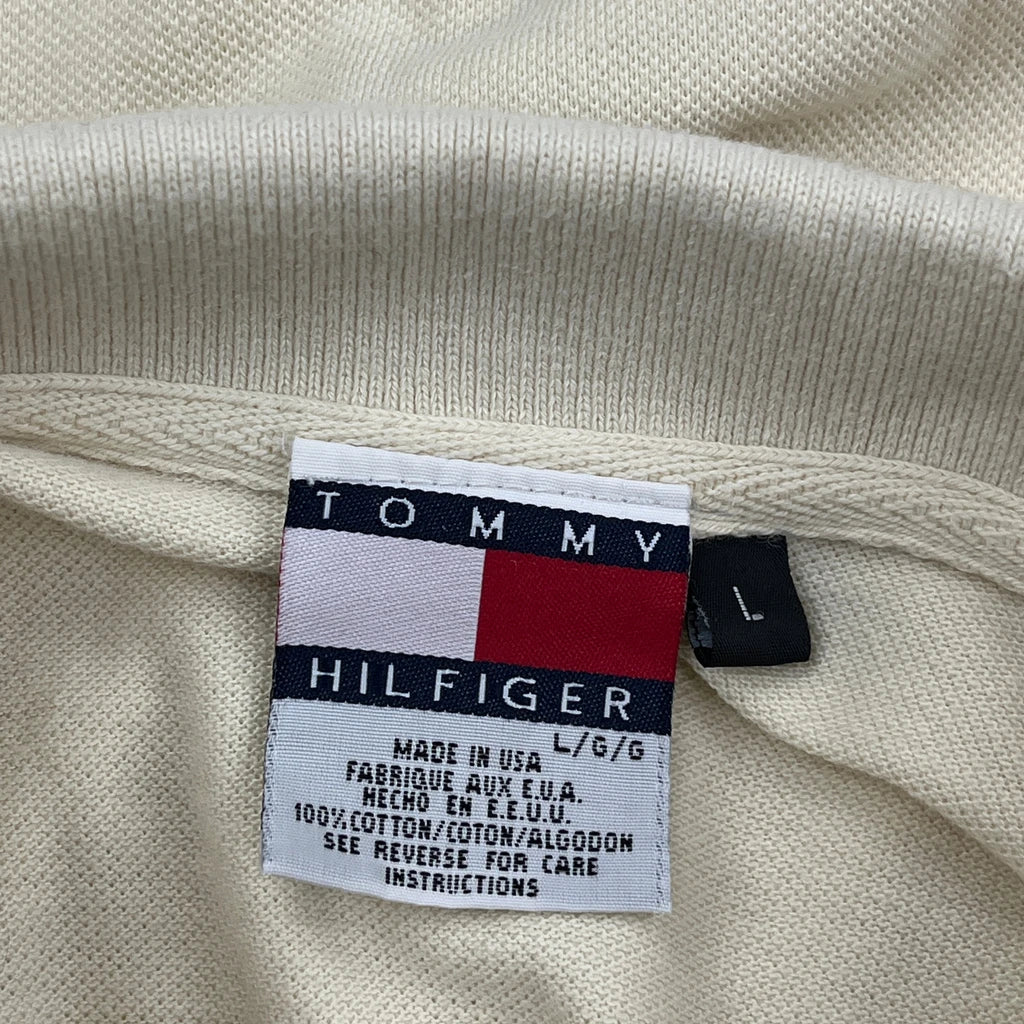 TOMMY
HILFIGER
L/G/G
MADE IN USA
FABRIQUE AUX E.U.A.
HECHO EN E.E.U.U.
100% COTTON/COTON/ALGODON
SEE REVERSE FOR CARE
INSTRUCTIONS
L